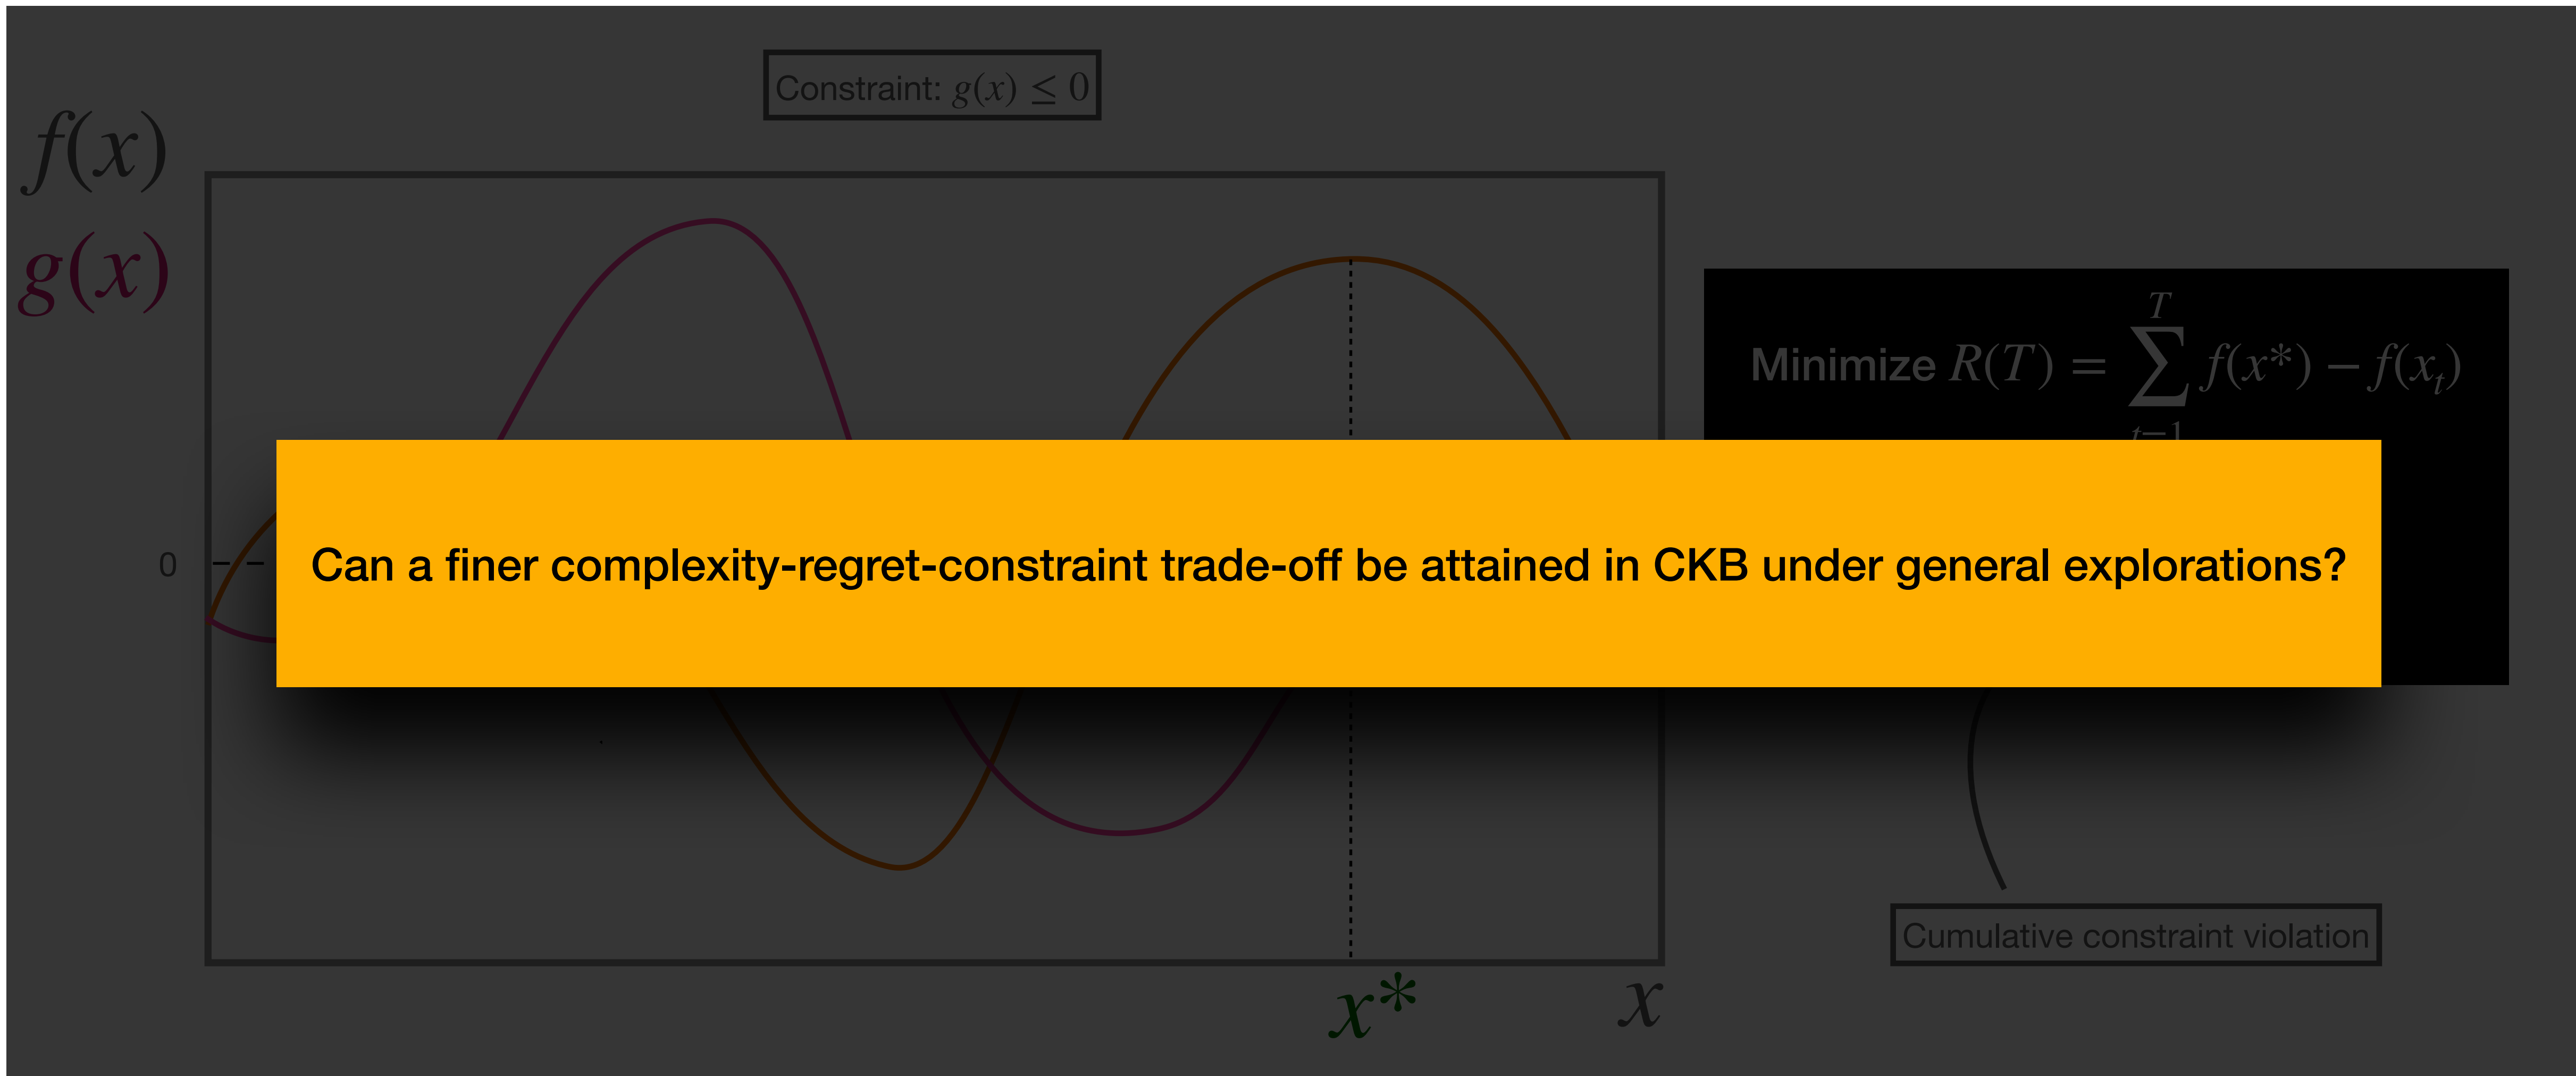 Constraint: g(x) ≤ 0
f(x)
g(x)
T
Minimize R(T) = ∑ f(x*) − f(x_t)
t=1
Can a finer complexity-regret-constraint trade-off be attained in CKB under general explorations?
0
Cumulative constraint violation
x*
x